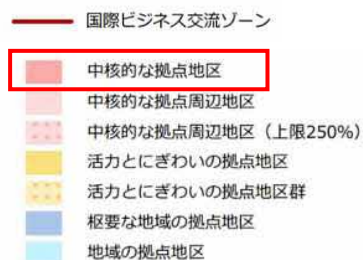 国際ビジネス交流ゾーン
中核的な拠点地区
中核的な拠点周辺地区
中核的な拠点周辺地区（上限250%）
活力とにぎわいの拠点地区
活力とにぎわいの拠点地区群
枢要な地域の拠点地区
地域の拠点地区